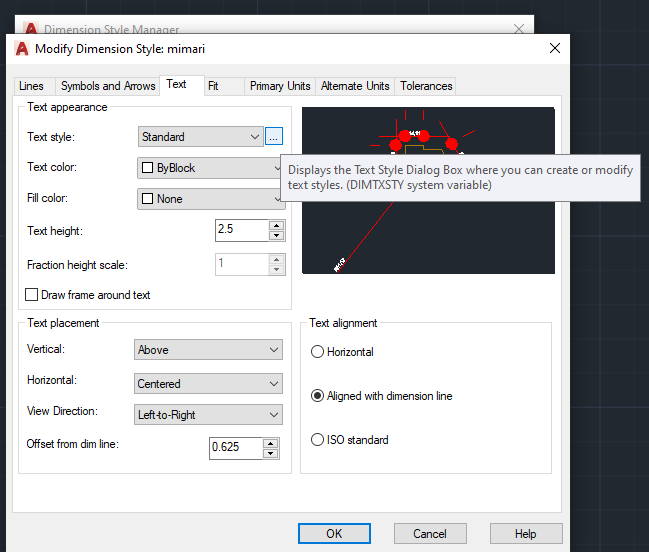 Dimension Style Manager
Modify Dimension Style: mimari
Lines Symbols and Arrows Text Fit Primary Units Alternate Units Tolerances
Text appearance
Text style: Standard ...
Text color: ByBlock
Fill color: None
Text height: 2.5
Fraction height scale: 1
Draw frame around text
Displays the Text Style Dialog Box where you can create or modify
text styles. (DIMTXSTY system variable)
Text placement
Vertical: Above
Horizontal: Centered
View Direction: Left-to-Right
Offset from dim line: 0.625
Text alignment
Horizontal
Aligned with dimension line
ISO standard
OK Cancel Help